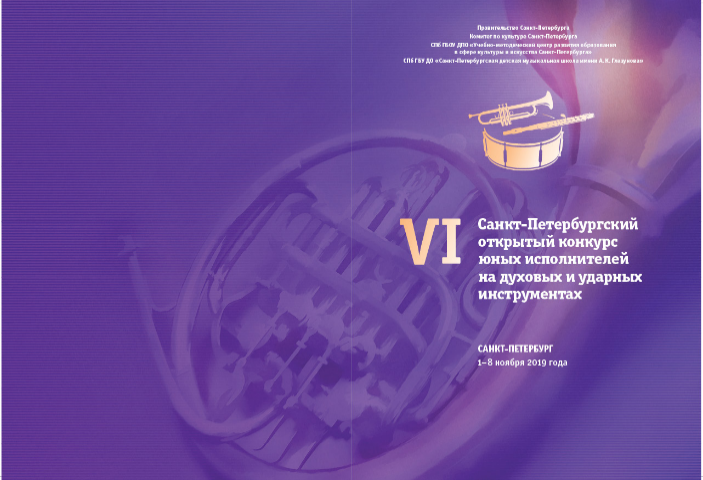 Правительство Санкт-Петербурга
Комитет по культуре Санкт-Петербурга
СПб ГБОУ ДПО «Учебно-методический центр развития образования
в сфере культуры и искусства Санкт-Петербурга»
СПб ГБУ ДО «Санкт-Петербургская детская музыкальная школа имени А. К. Глазунова»
VI
Санкт-Петербургский
открытый конкурс
юных исполнителей
на духовых и ударных
инструментах
САНКТ-ПЕТЕРБУРГ
1–8 ноября 2019 года